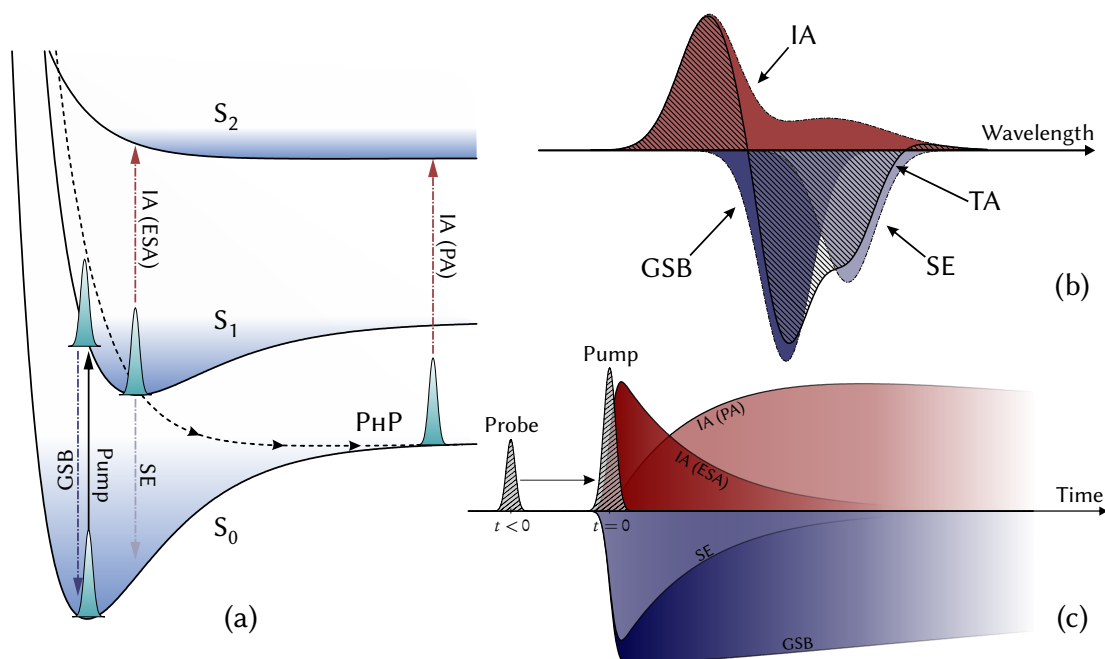 S2
IA (ESA)
IA (PA)
S1
PHP
GSB
Pump
SE
S0
(a)
IA
Wavelength
TA
GSB
SE
(b)
Pump
Probe
IA (PA)
IA (ESA)
Time
t < 0
t = 0
SE
GSB
(c)